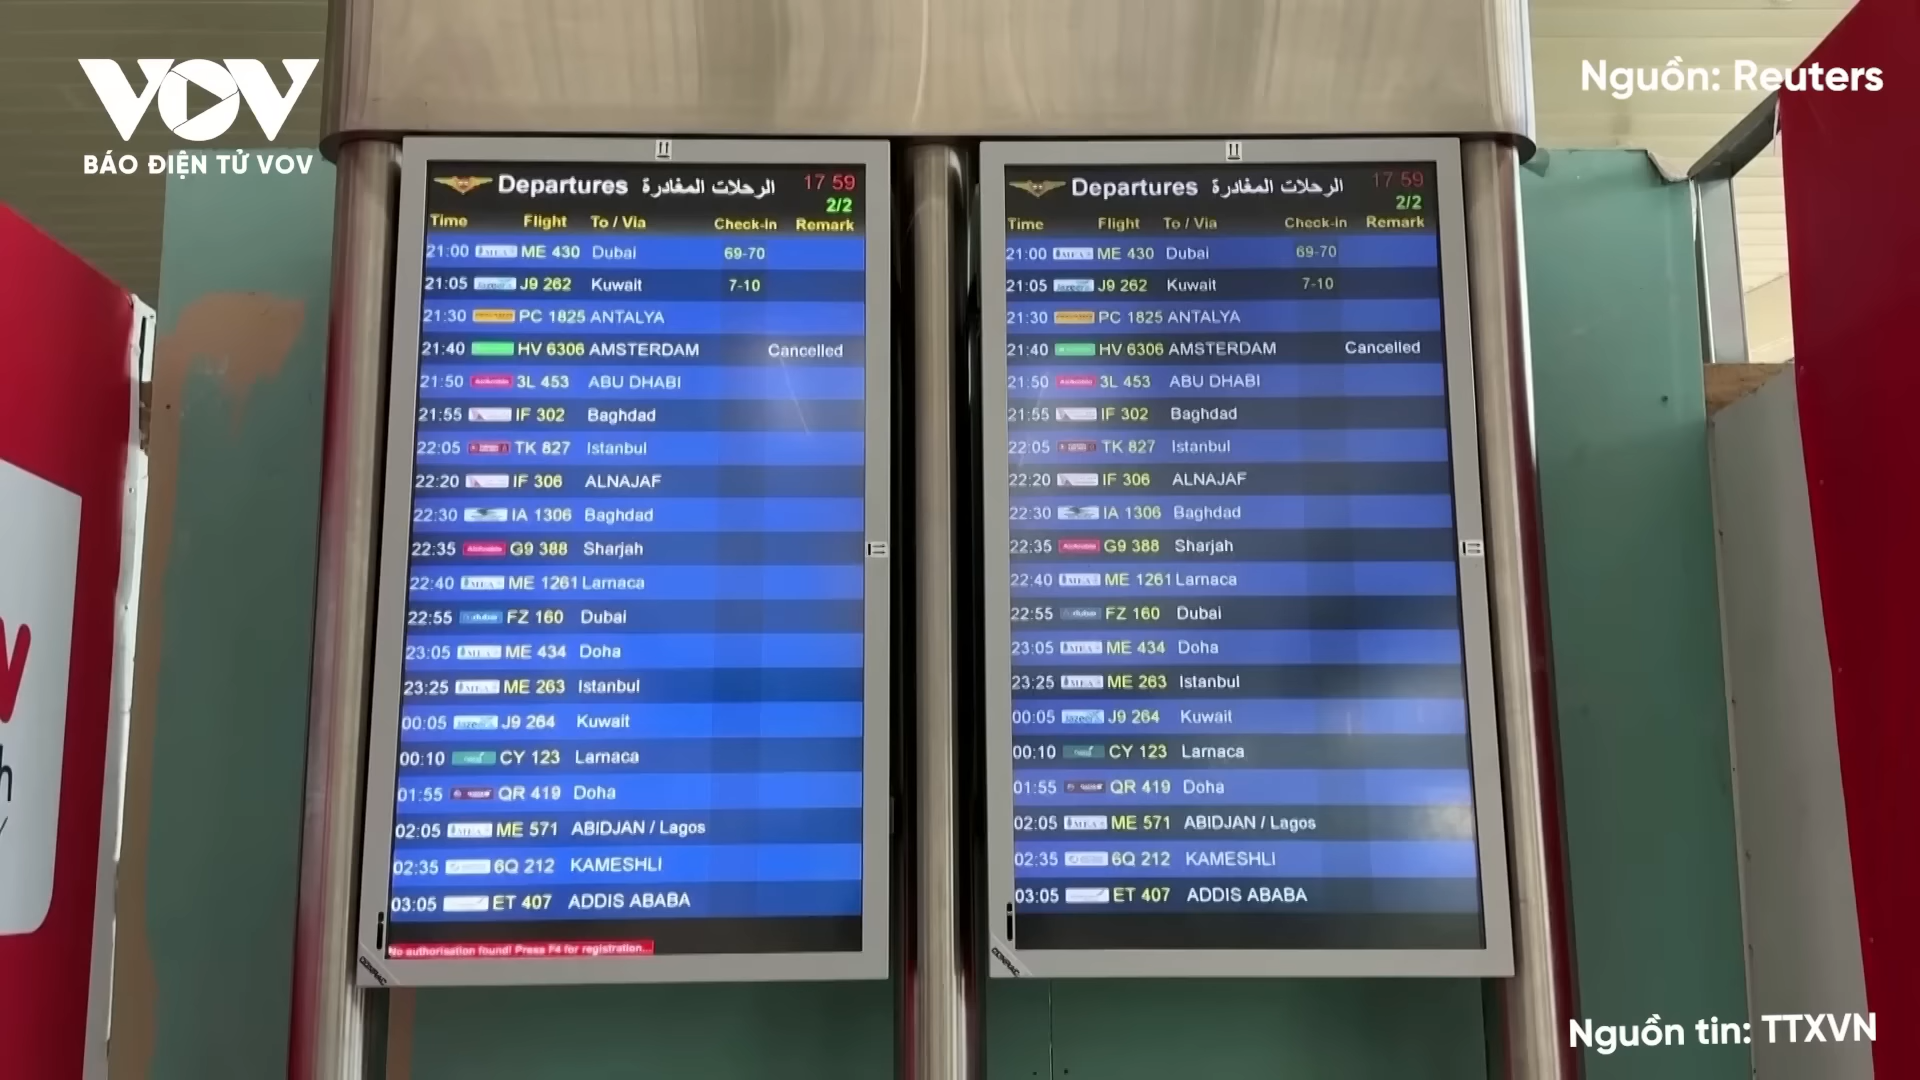 VOV
BÁO ĐIỆN TỬ VOV
Nguồn: Reuters
Departures الرحلات المغادرة 17 59
2/2
Time Flight To / Via Check-in Remark
21:00 MEA ME 430 Dubai 69-70
21:05 J9 262 Kuwait 7-10
21:30 PC 1825 ANTALYA
21:40 HV 6306 AMSTERDAM Cancelled
21:50 3L 453 ABU DHABI
21:55 IF 302 Baghdad
22:05 TK 827 Istanbul
22:20 IF 306 ALNAJAF
22:30 IA 1306 Baghdad
22:35 G9 388 Sharjah
22:40 MEA ME 1261 Larnaca
22:55 FZ 160 Dubai
23:05 MEA ME 434 Doha
23:25 MEA ME 263 Istanbul
00:05 J9 264 Kuwait
00:10 CY 123 Larnaca
01:55 QR 419 Doha
02:05 MEA ME 571 ABIDJAN / Lagos
02:35 6Q 212 KAMESHLI
03:05 ET 407 ADDIS ABABA
No authorisation found! Press F4 for registration...
CONRAC
Departures الرحلات المغادرة 17 59
2/2
Time Flight To / Via Check-in Remark
21:00 MEA ME 430 Dubai 69-70
21:05 J9 262 Kuwait 7-10
21:30 PC 1825 ANTALYA
21:40 HV 6306 AMSTERDAM Cancelled
21:50 3L 453 ABU DHABI
21:55 IF 302 Baghdad
22:05 TK 827 Istanbul
22:20 IF 306 ALNAJAF
22:30 IA 1306 Baghdad
22:35 G9 388 Sharjah
22:40 MEA ME 1261 Larnaca
22:55 FZ 160 Dubai
23:05 MEA ME 434 Doha
23:25 MEA ME 263 Istanbul
00:05 J9 264 Kuwait
00:10 CY 123 Larnaca
01:55 QR 419 Doha
02:05 MEA ME 571 ABIDJAN / Lagos
02:35 6Q 212 KAMESHLI
03:05 ET 407 ADDIS ABABA
CONRAC
Nguồn tin: TTXVN